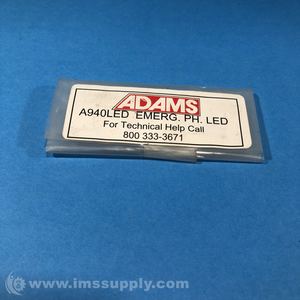 ADAMS
A940LED EMERG. PH. LED
For Technical Help Call
800 333-3671
© www.imssupply.com